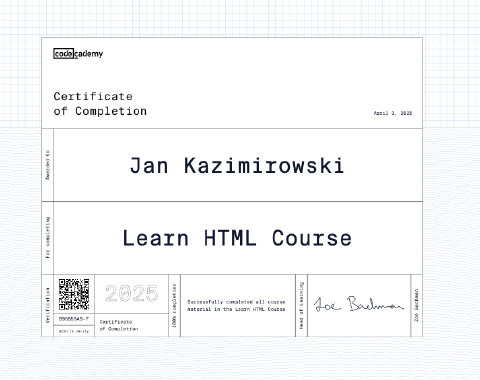 codecademy
Certificate
of Completion
April 3, 2025
Awarded to
Jan Kazimirowski
For completing
Learn HTML Course
Verification
Scan to verify
2025
Certificate
of Completion
100% completion
Successfully completed all course
material in the Learn HTML Course
Head of Learning
Zoe Bachman
Zoe Bachman